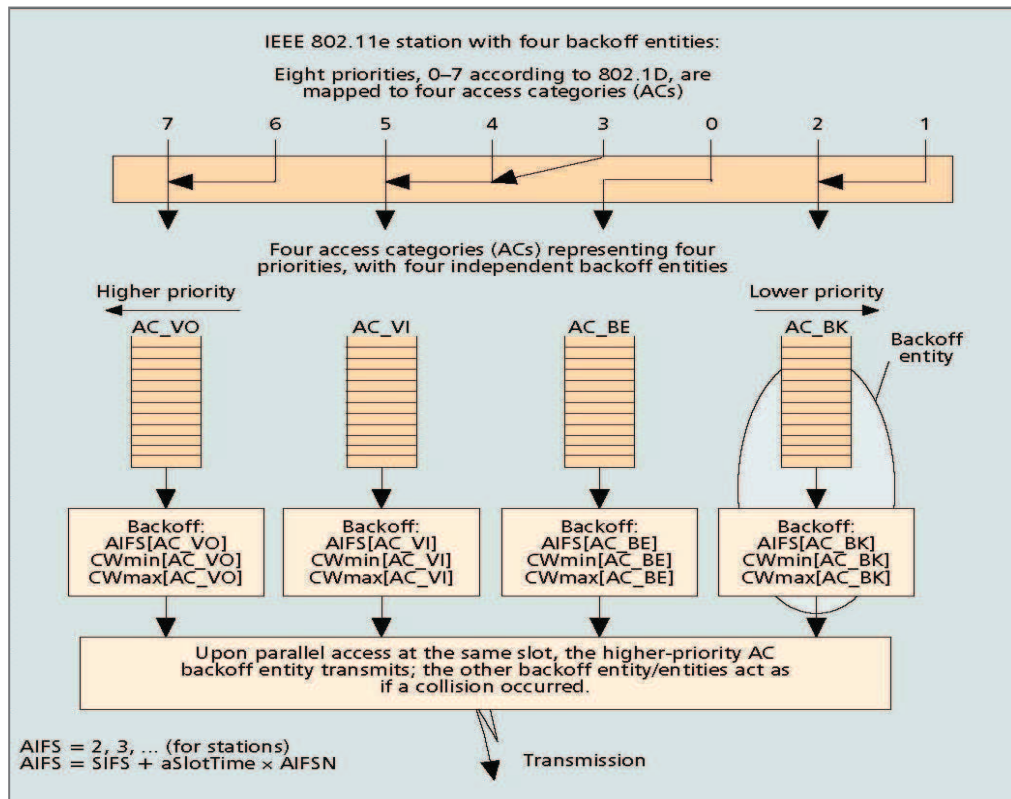 IEEE 802.11e station with four backoff entities:
Eight priorities, 0–7 according to 802.1D, are
mapped to four access categories (ACs)
7 6 5 4 3 0 2 1
Four access categories (ACs) representing four
priorities, with four independent backoff entities
Higher priority
Lower priority
AC_VO AC_VI AC_BE AC_BK
Backoff
entity
Backoff:
AIFS[AC_VO]
CWmin[AC_VO]
CWmax[AC_VO]
Backoff:
AIFS[AC_VI]
CWmin[AC_VI]
CWmax[AC_VI]
Backoff:
AIFS[AC_BE]
CWmin[AC_BE]
CWmax[AC_BE]
Backoff:
AIFS[AC_BK]
CWmin[AC_BK]
CWmax[AC_BK]
Upon parallel access at the same slot, the higher-priority AC
backoff entity transmits; the other backoff entity/entities act as
if a collision occurred.
AIFS = 2, 3, ... (for stations)
AIFS = SIFS + aSlotTime × AIFSN
Transmission